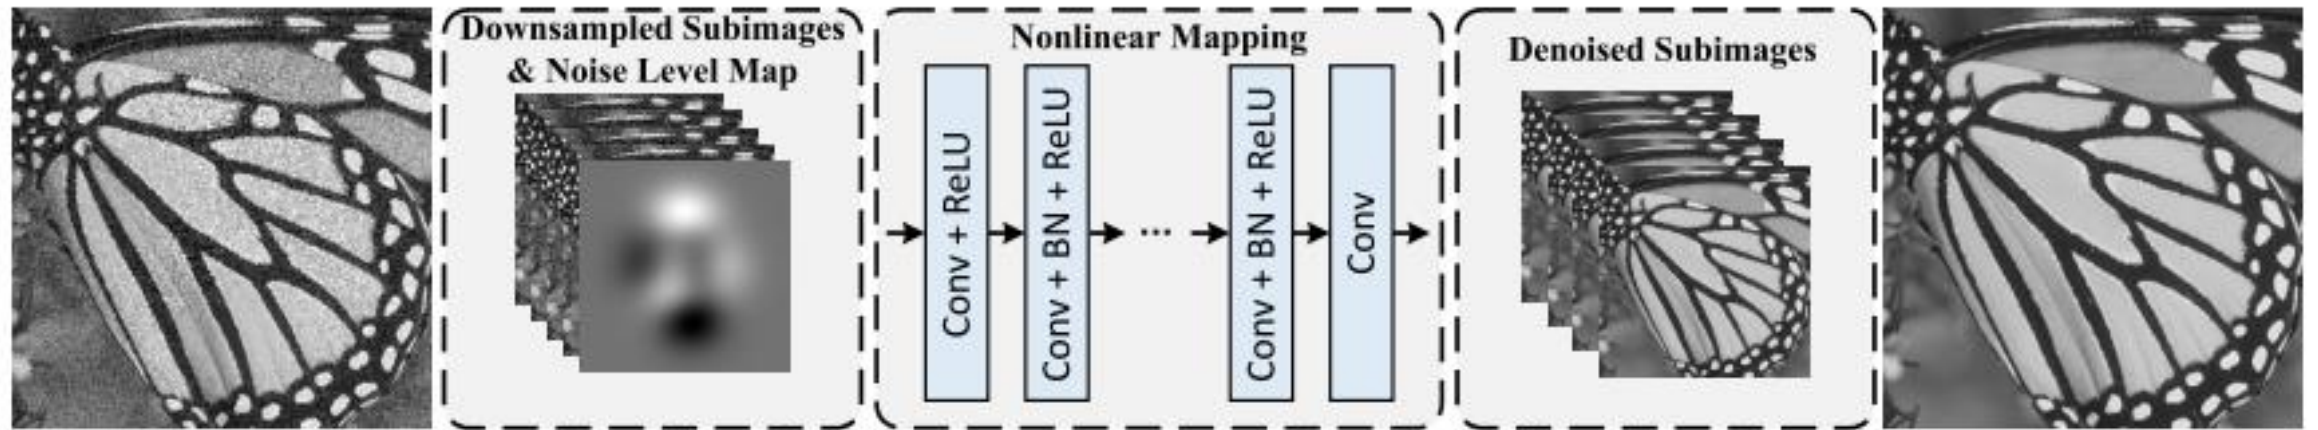 Downsampled Subimages
& Noise Level Map
Nonlinear Mapping
Conv + ReLU
Conv + BN + ReLU
...
Conv + BN + ReLU
Conv
Denoised Subimages